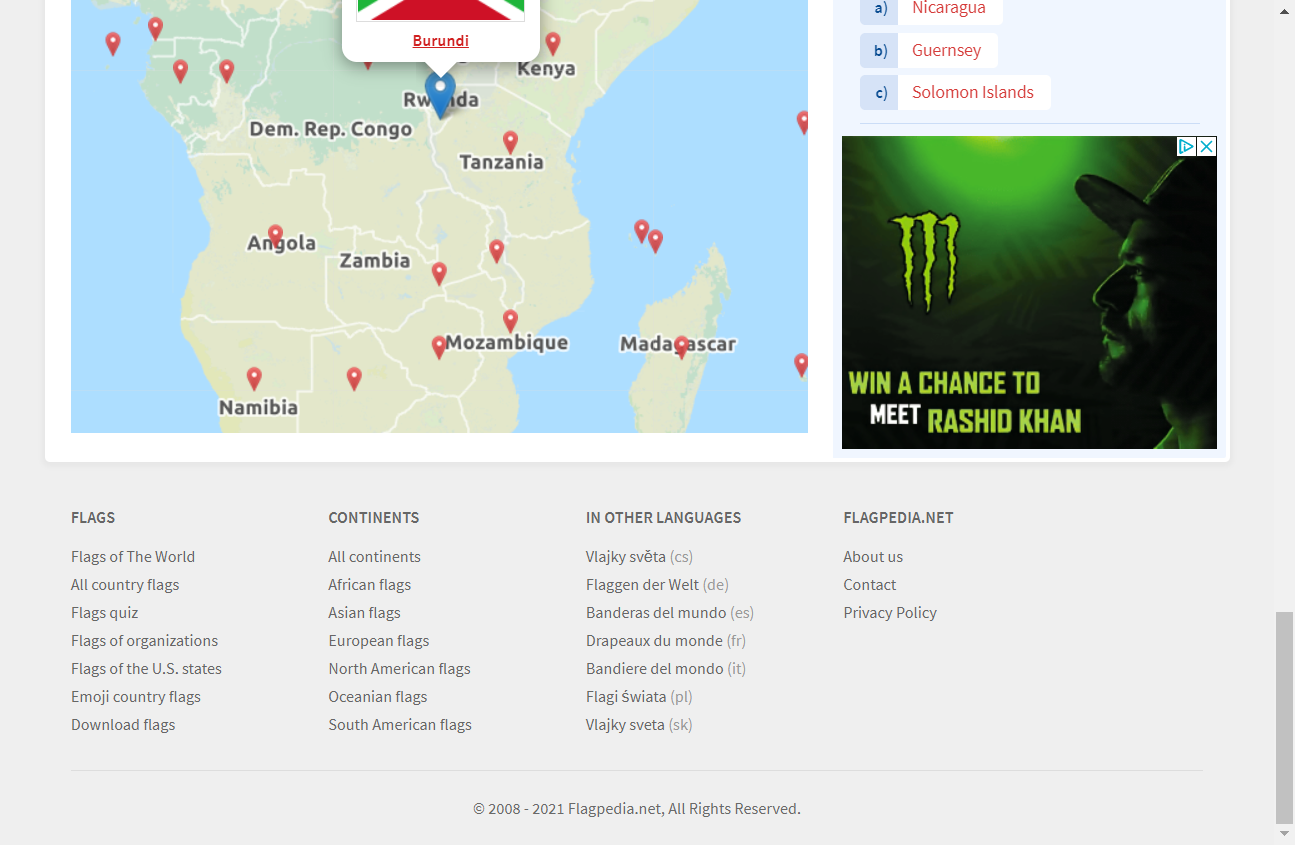 Burundi
Kenya
Dem. Rep. Congo
Tanzania
Angola
Zambia
Mozambique
Madagascar
Namibia
a) Nicaragua
b) Guernsey
c) Solomon Islands
WIN A CHANCE TO
MEET RASHID KHAN
FLAGS
Flags of The World
All country flags
Flags quiz
Flags of organizations
Flags of the U.S. states
Emoji country flags
Download flags
CONTINENTS
All continents
African flags
Asian flags
European flags
North American flags
Oceanian flags
South American flags
IN OTHER LANGUAGES
Vlajky světa (cs)
Flaggen der Welt (de)
Banderas del mundo (es)
Drapeaux du monde (fr)
Bandiere del mondo (it)
Flagi świata (pl)
Vlajky sveta (sk)
FLAGPEDIA.NET
About us
Contact
Privacy Policy
© 2008 - 2021 Flagpedia.net, All Rights Reserved.